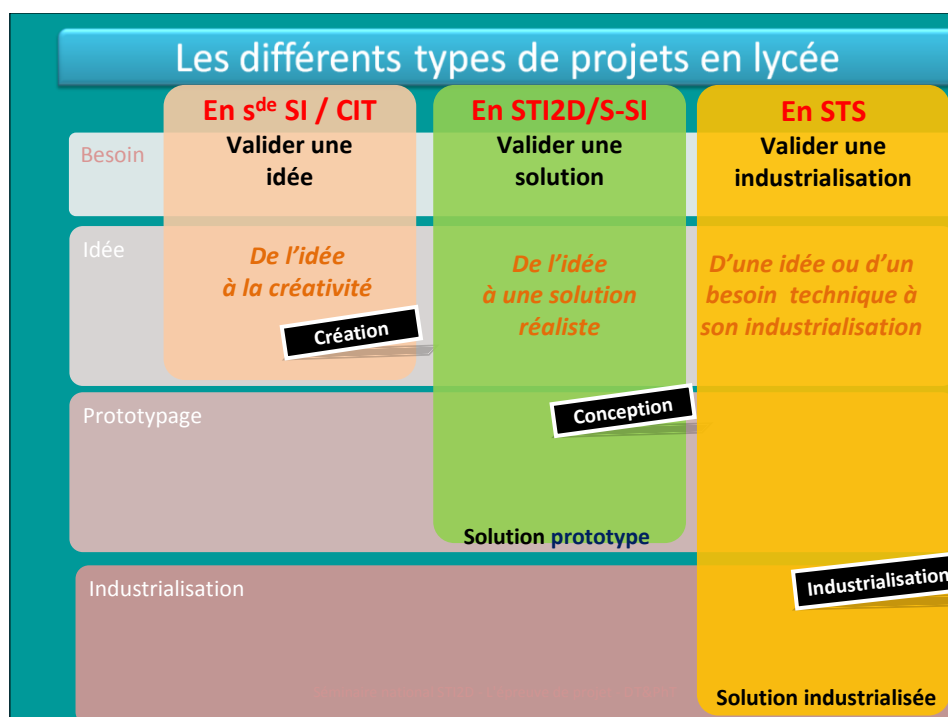 Les différents types de projets en lycée
En sde SI / CIT
En STI2D/S-SI
En STS
Besoin
Valider une
idée
Valider une
solution
Valider une
industrialisation
Idée
De l'idée
à la créativité
De l'idée
à une solution
réaliste
D'une idée ou d'un
besoin technique à
son industrialisation
Création
Prototypage
Conception
Solution prototype
Industrialisation
Industrialisation
Solution industrialisée